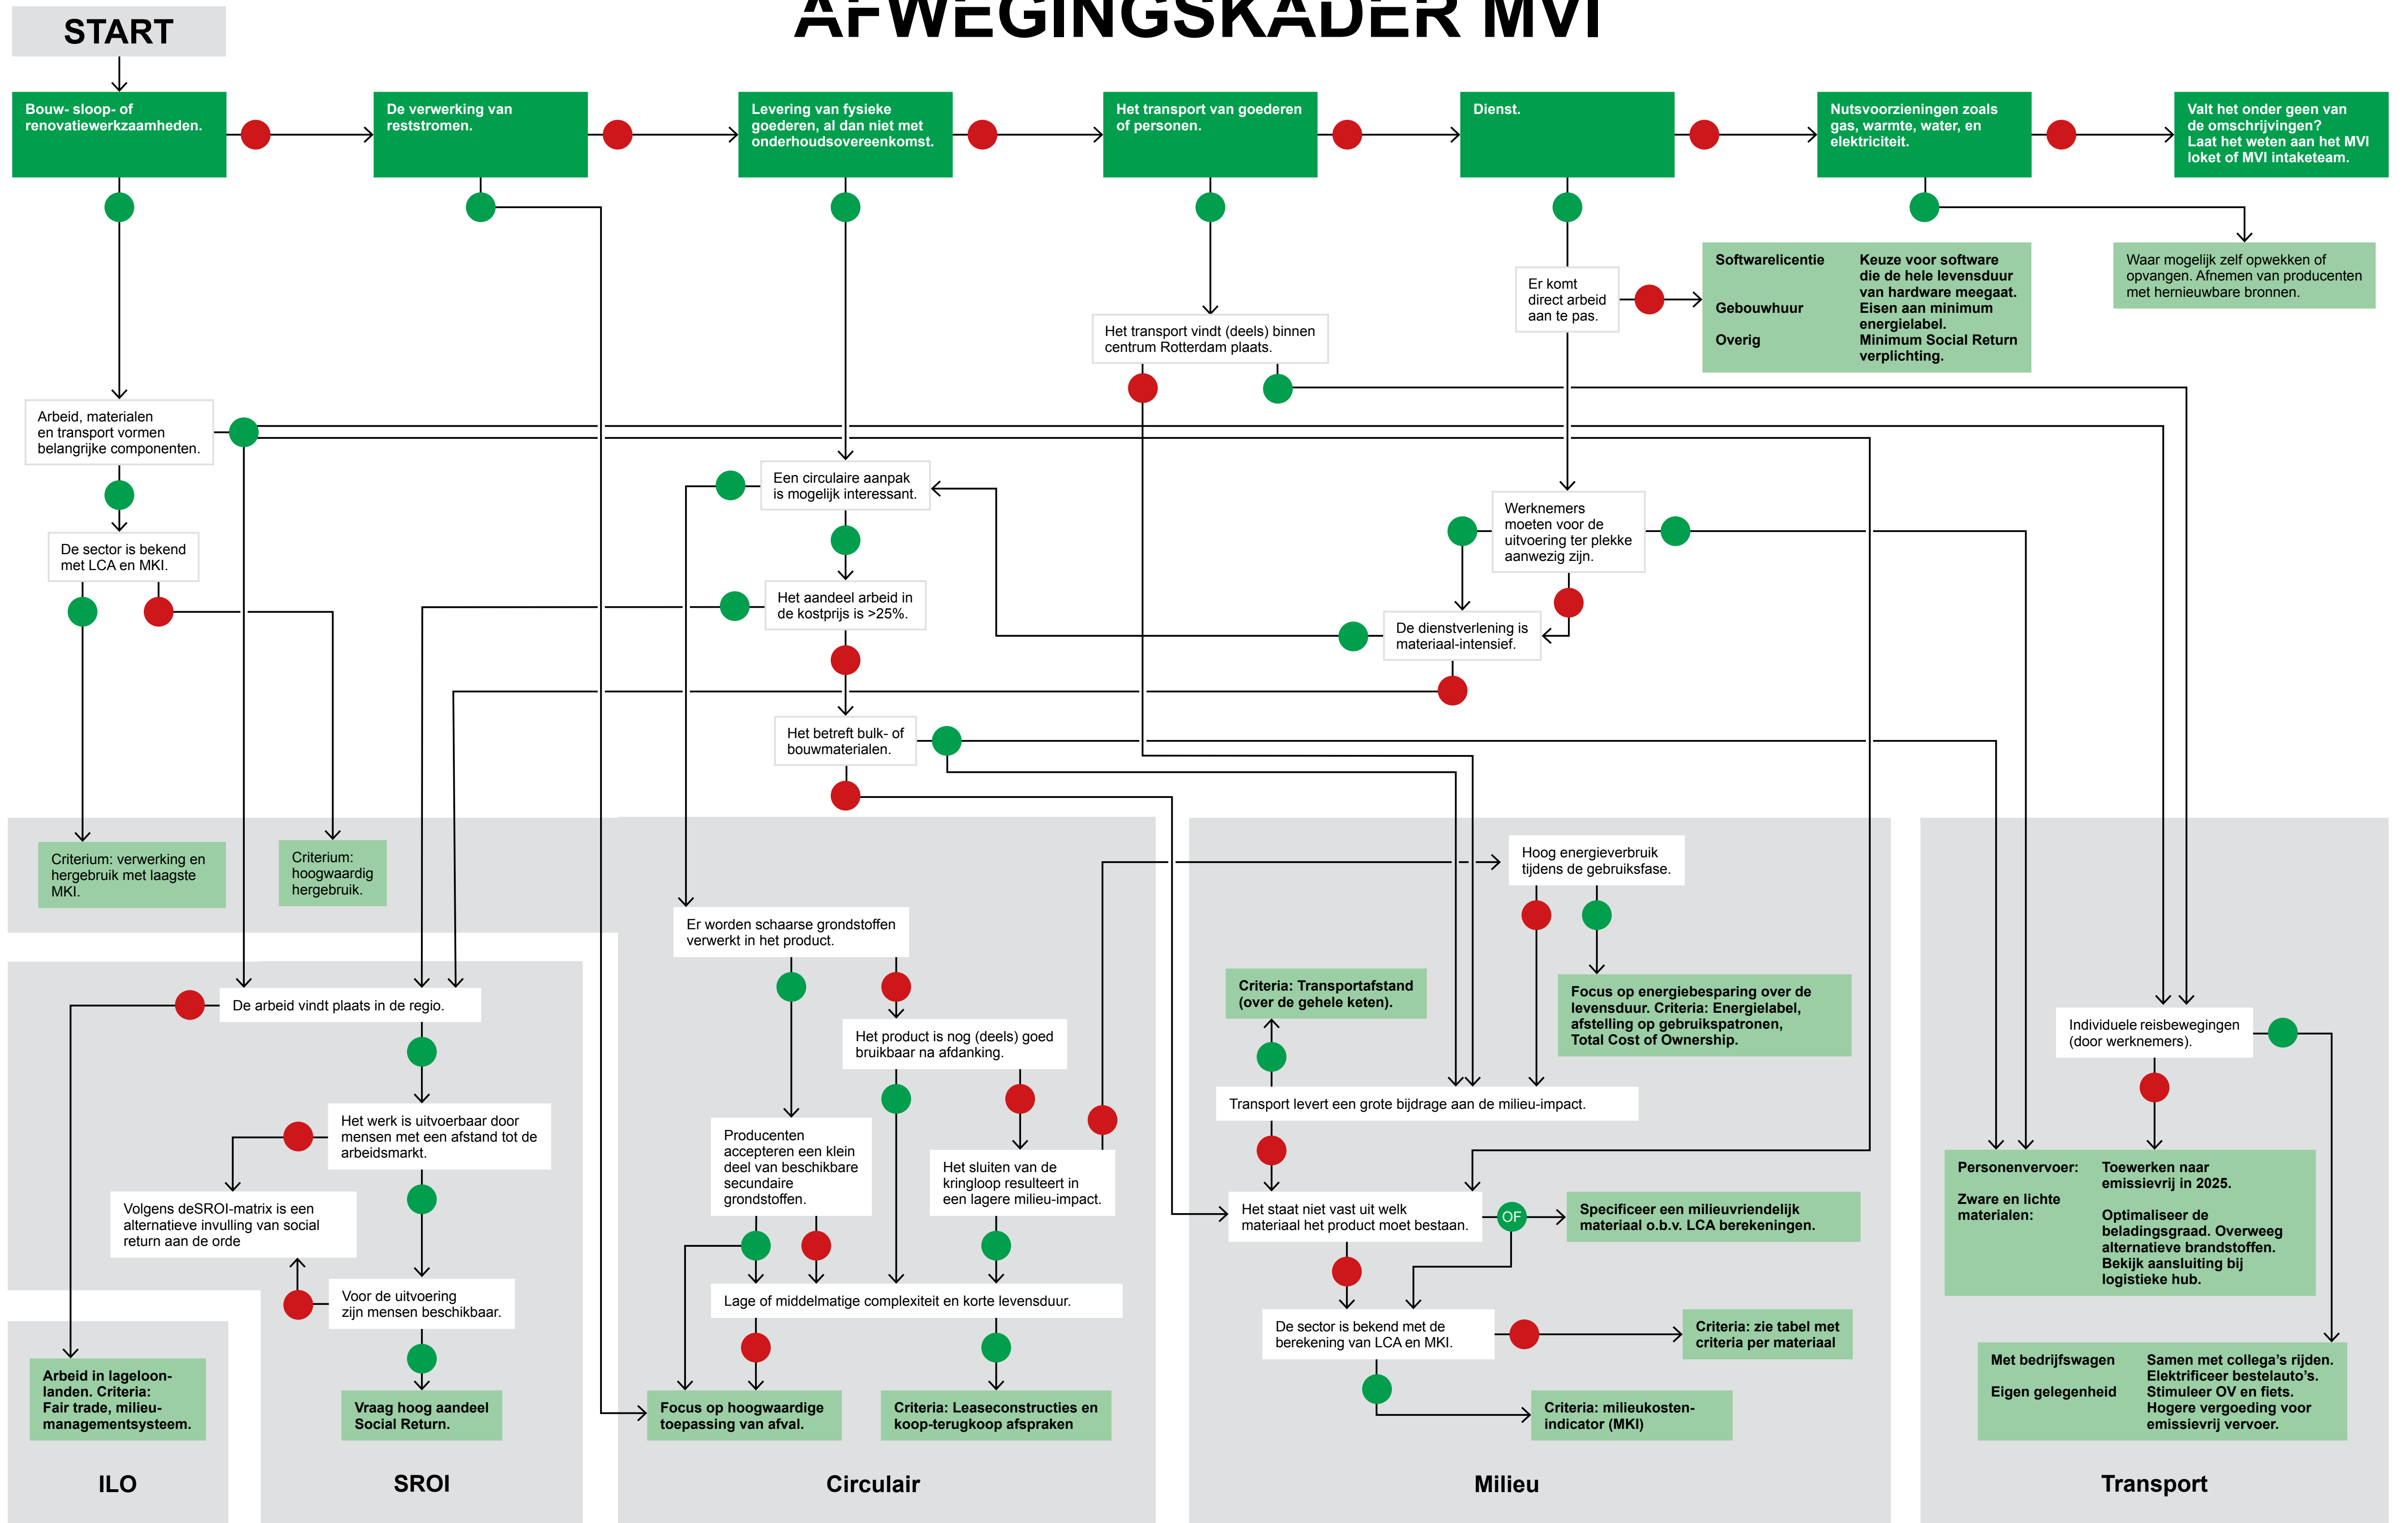 AFWEGINGSKADER MVI
START
Bouw- sloop- of
renovatiewerkzaamheden.
De verwerking van
reststromen.
Levering van fysieke
goederen, al dan niet met
onderhoudsovereenkomst.
Het transport van goederen
of personen.
Dienst.
Nutsvoorzieningen zoals
gas, warmte, water, en
elektriciteit.
Valt het onder geen van
de omschrijvingen?
Laat het weten aan het MVI
loket of MVI intaketeam.
Er komt
direct arbeid
aan te pas.
Softwarelicentie
Keuze voor software
die de hele levensduur
van hardware meegaat.
Gebouwhuur
Eisen aan minimum
energielabel.
Overig
Minimum Social Return
verplichting.
Waar mogelijk zelf opwekken of
opvangen. Afnemen van producenten
met hernieuwbare bronnen.
Het transport vindt (deels) binnen
centrum Rotterdam plaats.
Arbeid, materialen
en transport vormen
belangrijke componenten.
Een circulaire aanpak
is mogelijk interessant.
Werknemers
moeten voor de
uitvoering ter plekke
aanwezig zijn.
De sector is bekend
met LCA en MKI.
Het aandeel arbeid in
de kostprijs is >25%.
De dienstverlening is
materiaal-intensief.
Het betreft bulk- of
bouwmaterialen.
Criterium: verwerking en
hergebruik met laagste
MKI.
Criterium:
hoogwaardig
hergebruik.
Hoog energieverbruik
tijdens de gebruiksfase.
Er worden schaarse grondstoffen
verwerkt in het product.
Criteria: Transportafstand
(over de gehele keten).
Focus op energiebesparing over de
levensduur. Criteria: Energielabel,
afstelling op gebruikspatronen,
Total Cost of Ownership.
De arbeid vindt plaats in de regio.
Het product is nog (deels) goed
bruikbaar na afdanking.
Individuele reisbewegingen
(door werknemers).
Transport levert een grote bijdrage aan de milieu-impact.
Het werk is uitvoerbaar door
mensen met een afstand tot de
arbeidsmarkt.
Producenten
accepteren een klein
deel van beschikbare
secundaire
grondstoffen.
Het sluiten van de
kringloop resulteert in
een lagere milieu-impact.
Personenvervoer:
Toewerken naar
emissievrij in 2025.
Zware en lichte
materialen:
Optimaliseer de
beladingsgraad. Overweeg
alternatieve brandstoffen.
Bekijk aansluiting bij
logistieke hub.
Volgens deSROI-matrix is een
alternatieve invulling van social
return aan de orde
Het staat niet vast uit welk
materiaal het product moet bestaan.
OF
Specificeer een milieuvriendelijk
materiaal o.b.v. LCA berekeningen.
Voor de uitvoering
zijn mensen beschikbaar.
Lage of middelmatige complexiteit en korte levensduur.
De sector is bekend met de
berekening van LCA en MKI.
Criteria: zie tabel met
criteria per materiaal
Arbeid in lageloon-
landen. Criteria:
Fair trade, milieu-
managementsysteem.
Vraag hoog aandeel
Social Return.
Focus op hoogwaardige
toepassing van afval.
Criteria: Leaseconstructies en
koop-terugkoop afspraken
Criteria: milieukosten-
indicator (MKI)
Met bedrijfswagen
Samen met collega’s rijden.
Elektrificeer bestelauto’s.
Eigen gelegenheid
Stimuleer OV en fiets.
Hogere vergoeding voor
emissievrij vervoer.
ILO
SROI
Circulair
Milieu
Transport